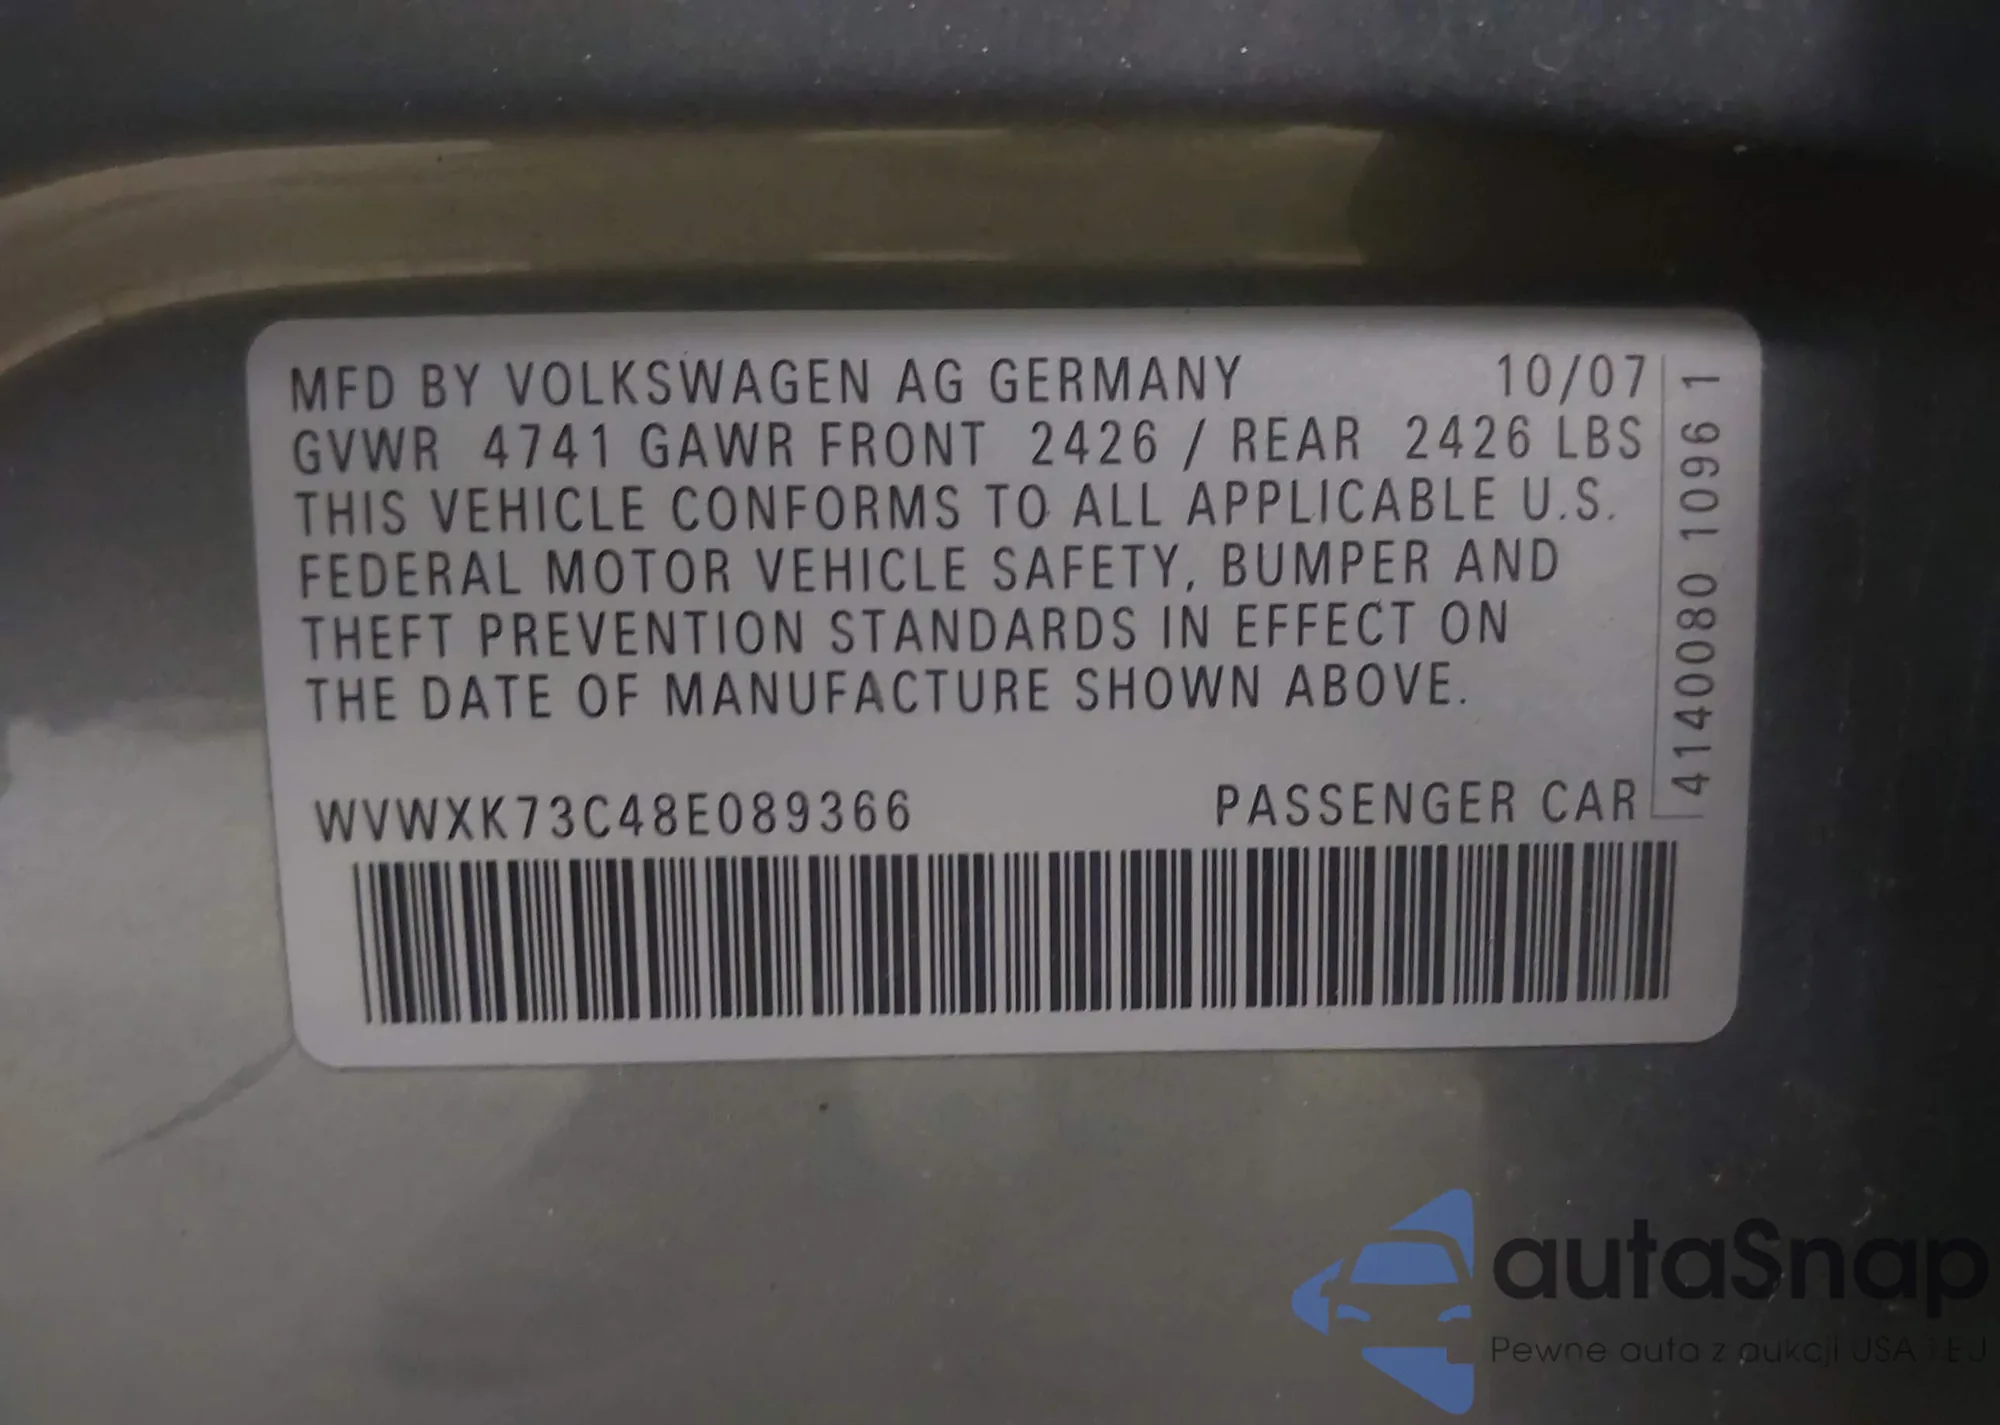 MFD BY VOLKSWAGEN AG GERMANY 10/07
GVWR 4741 GAWR FRONT 2426 / REAR 2426 LBS
THIS VEHICLE CONFORMS TO ALL APPLICABLE U.S.
FEDERAL MOTOR VEHICLE SAFETY, BUMPER AND
THEFT PREVENTION STANDARDS IN EFFECT ON
THE DATE OF MANUFACTURE SHOWN ABOVE.
WVWXK73C48E089366 PASSENGER CAR
4140080 1096 1
autaSnap
Pewne auta z aukcji USA i EU